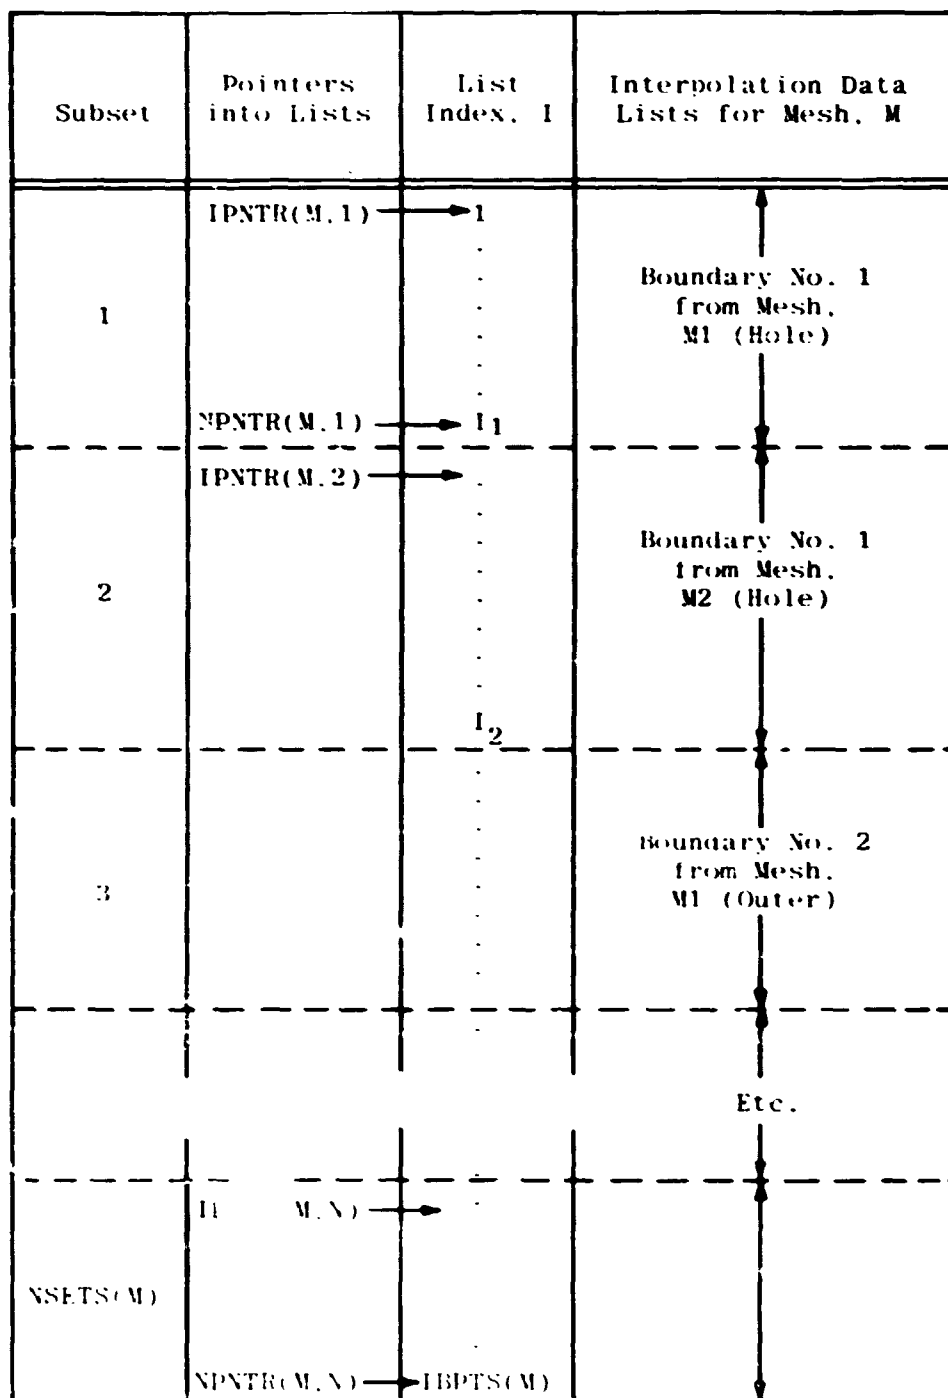 Subset
Pointers
into Lists
List
Index, I
Interpolation Data
Lists for Mesh, M
IPNTR(M,1)
1
1
Boundary No. 1
from Mesh,
M1 (Hole)
NPNTR(M,1)
I1
IPNTR(M,2)
2
Boundary No. 1
from Mesh,
M2 (Hole)
I2
3
Boundary No. 2
from Mesh,
M1 (Outer)
Etc.
M,N)
NSETS(M)
NPNTR(M,N)
IBPTS(M)